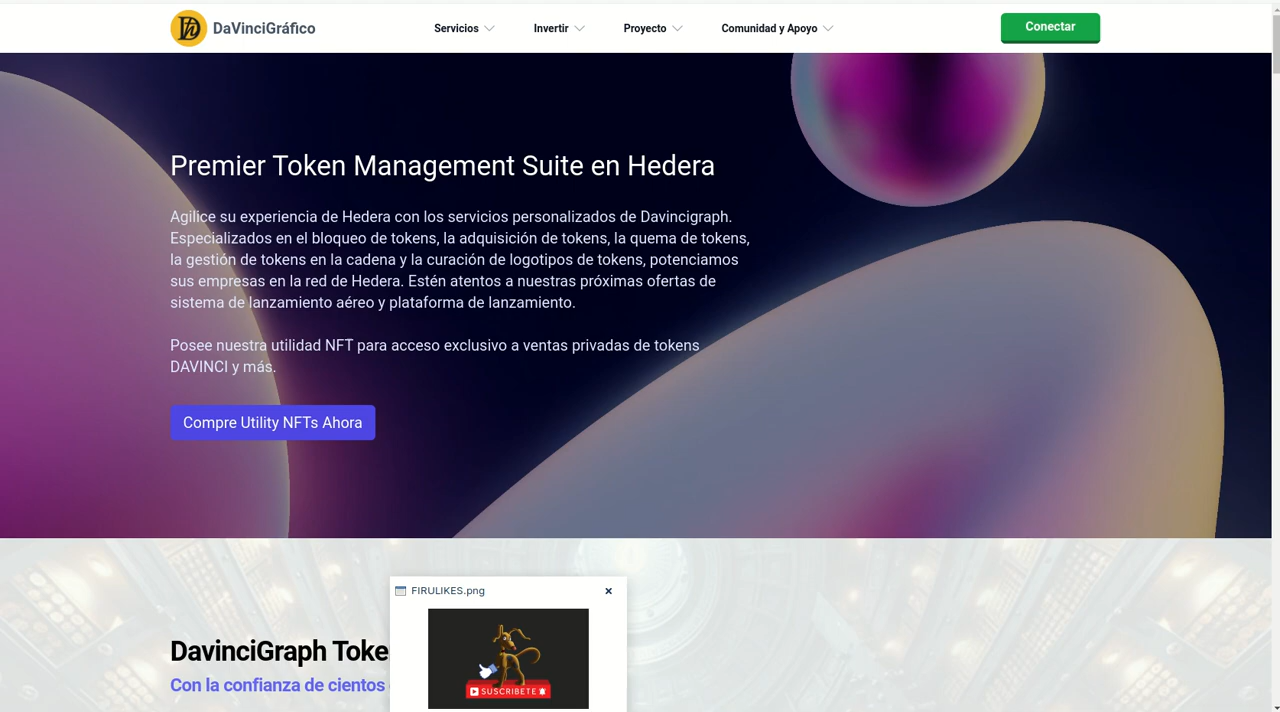 DaVinciGráfico
Servicios
Invertir
Proyecto
Comunidad y Apoyo
Conectar
Premier Token Management Suite en Hedera
Agilice su experiencia de Hedera con los servicios personalizados de Davincigraph.
Especializados en el bloqueo de tokens, la adquisición de tokens, la quema de tokens,
la gestión de tokens en la cadena y la curación de logotipos de tokens, potenciamos
sus empresas en la red de Hedera. Estén atentos a nuestras próximas ofertas de
sistema de lanzamiento aéreo y plataforma de lanzamiento.
Posee nuestra utilidad NFT para acceso exclusivo a ventas privadas de tokens
DAVINCI y más.
Compre Utility NFTs Ahora
FIRULIKES.png
SUSCRIBETE
DavinciGraph Toke
Con la confianza de cientos